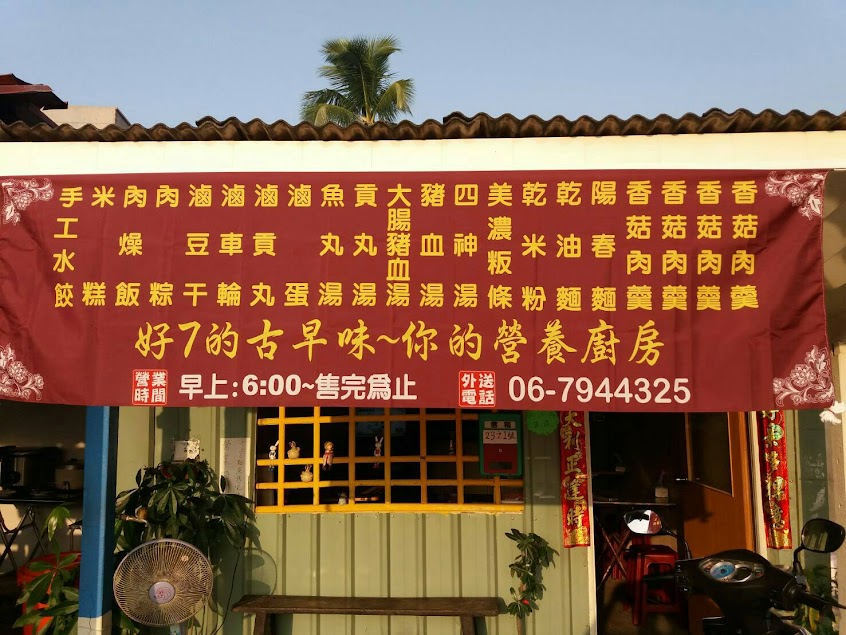 香菇肉羹
香菇肉羹
香菇肉羹
香菇肉羹
陽春麵
乾油麵
乾米粉
美濃粄條
四神湯
豬血湯
大腸豬血湯
貢丸湯
魚丸湯
滷蛋
滷貢丸
滷車輪
滷豆干
肉粽
肉燥飯
米糕
手工水餃
好7的古早味~你的營養廚房
營業時間 早上:6:00~售完爲止
外送電話 06-7944325